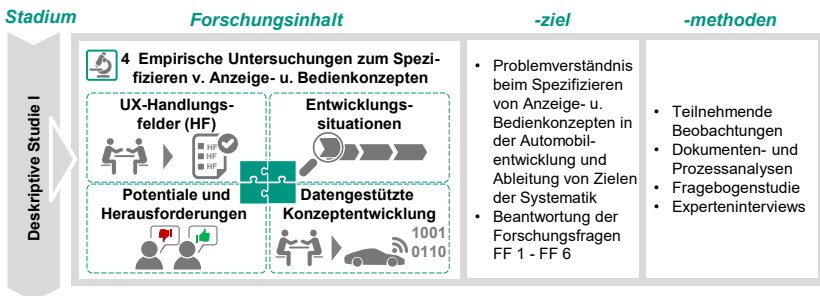 Stadium
Forschungsinhalt
-ziel
-methoden
Deskriptive Studie I
4 Empirische Untersuchungen zum Spezi-
fizieren v. Anzeige- u. Bedienkonzepten
UX-Handlungs-
felder (HF)
HF
HF
HF
Entwicklungs-
situationen
Potentiale und
Herausforderungen
Datengestützte
Konzeptentwicklung
1001
0110
• Problemverständnis
beim Spezifizieren
von Anzeige- u.
Bedienkonzepten in
der Automobil-
entwicklung und
Ableitung von Zielen
der Systematik
• Beantwortung der
Forschungsfragen
FF 1 - FF 6
• Teilnehmende
Beobachtungen
• Dokumenten- und
Prozessanalysen
• Fragebogenstudie
• Experteninterviews